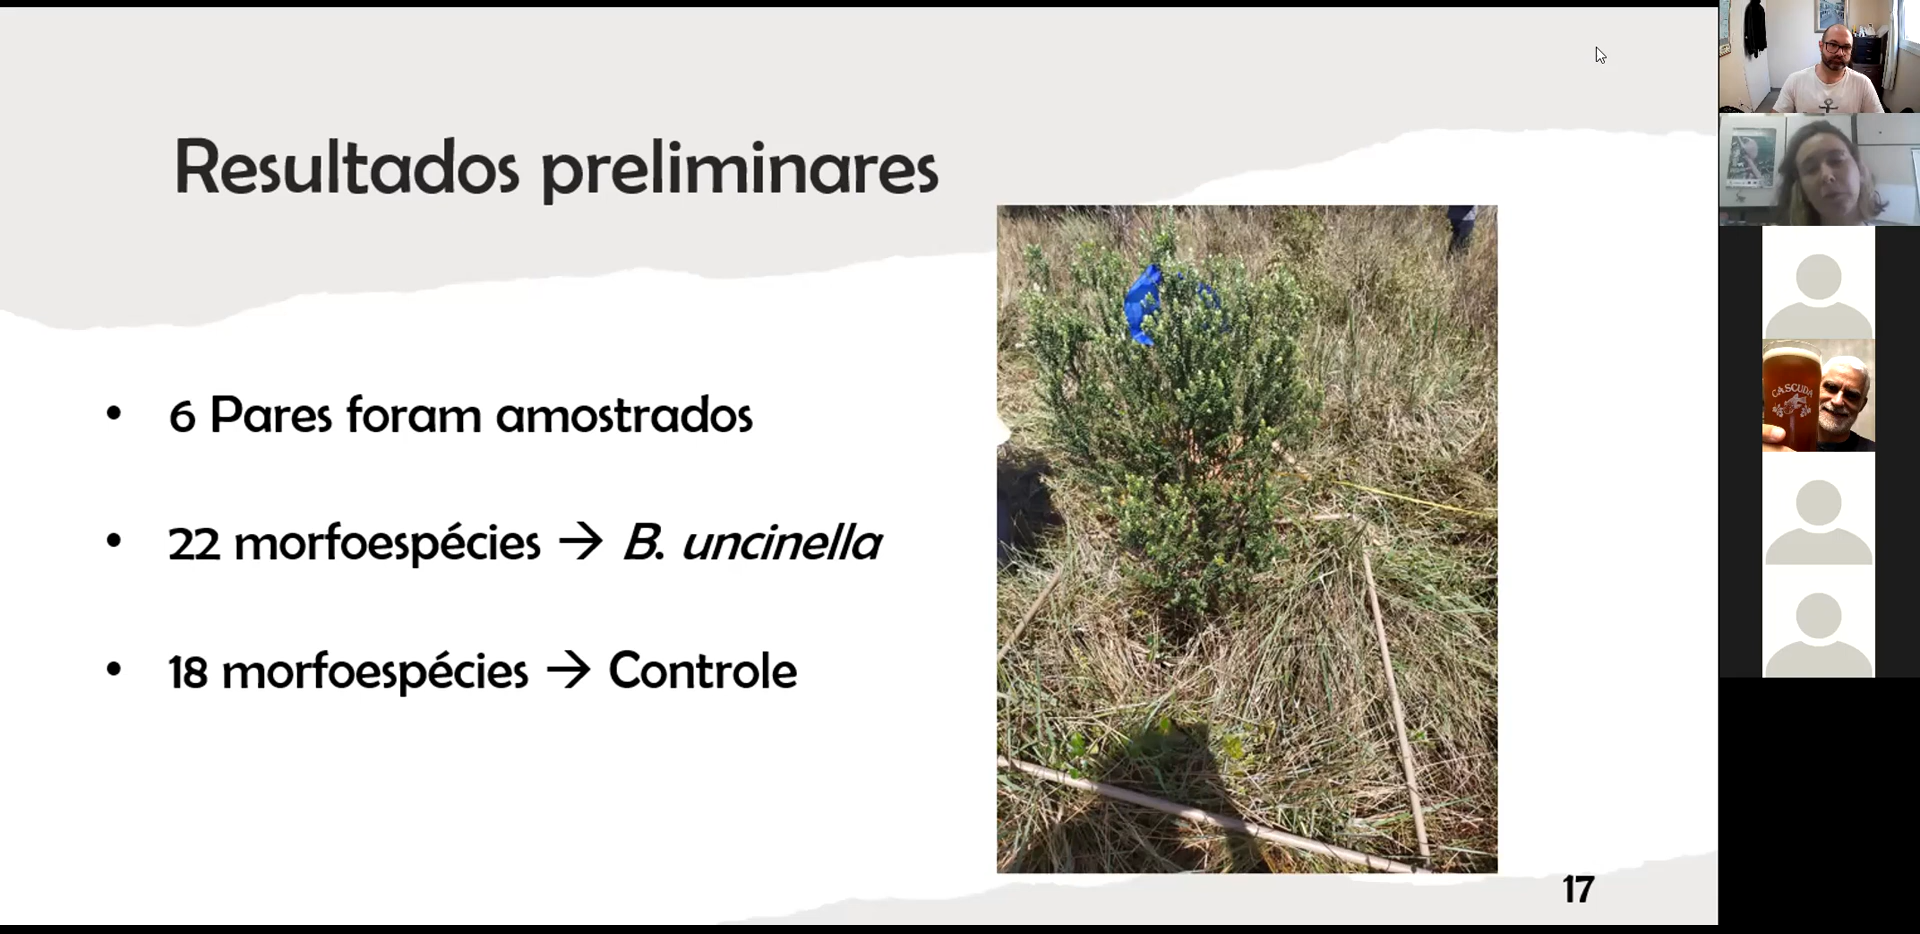 Resultados preliminares
• 6 Pares foram amostrados
• 22 morfoespécies → B. uncinella
• 18 morfoespécies → Controle
17
CASCUDA